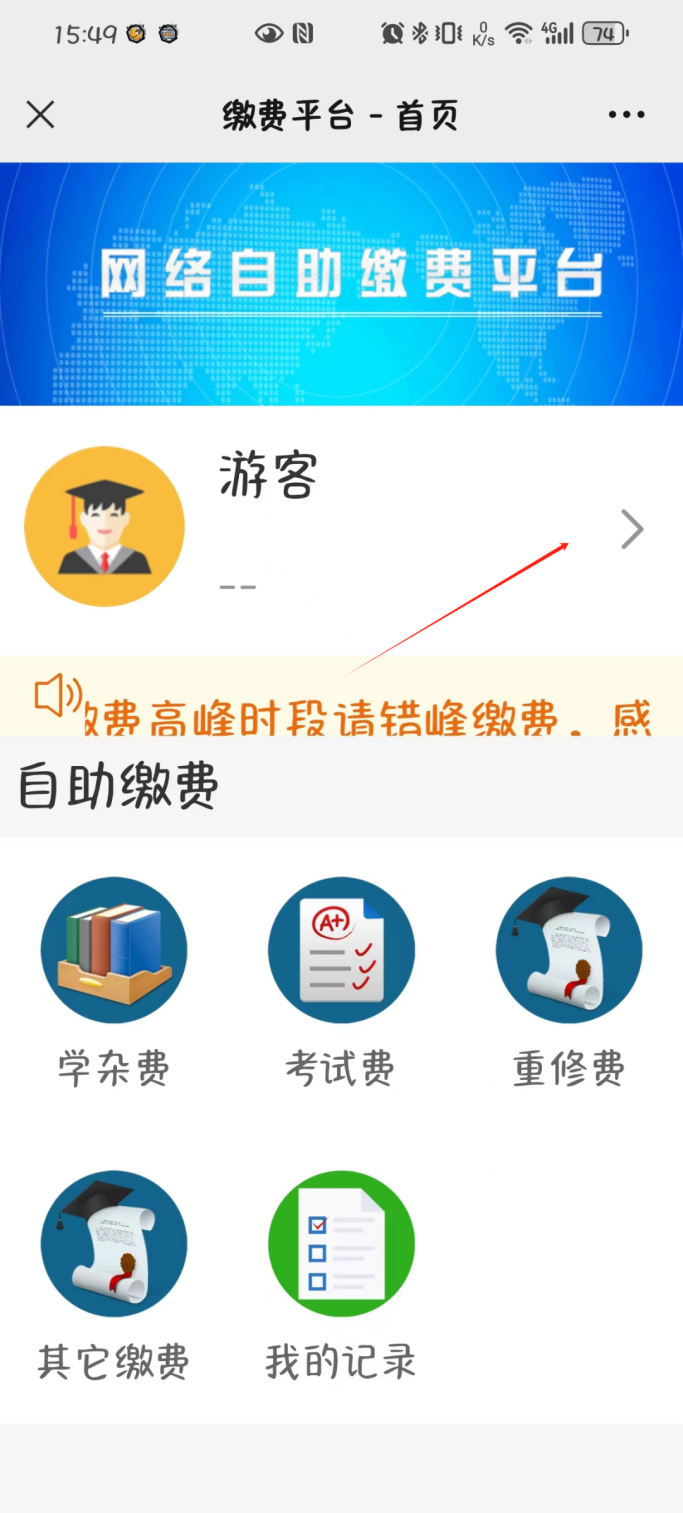 15:49
0
K/s
4G
74
缴费平台 - 首页
网络自助缴费平台
游客
--
费高峰时段请错峰缴费，感
自助缴费
A+
学杂费
考试费
重修费
其它缴费
我的记录